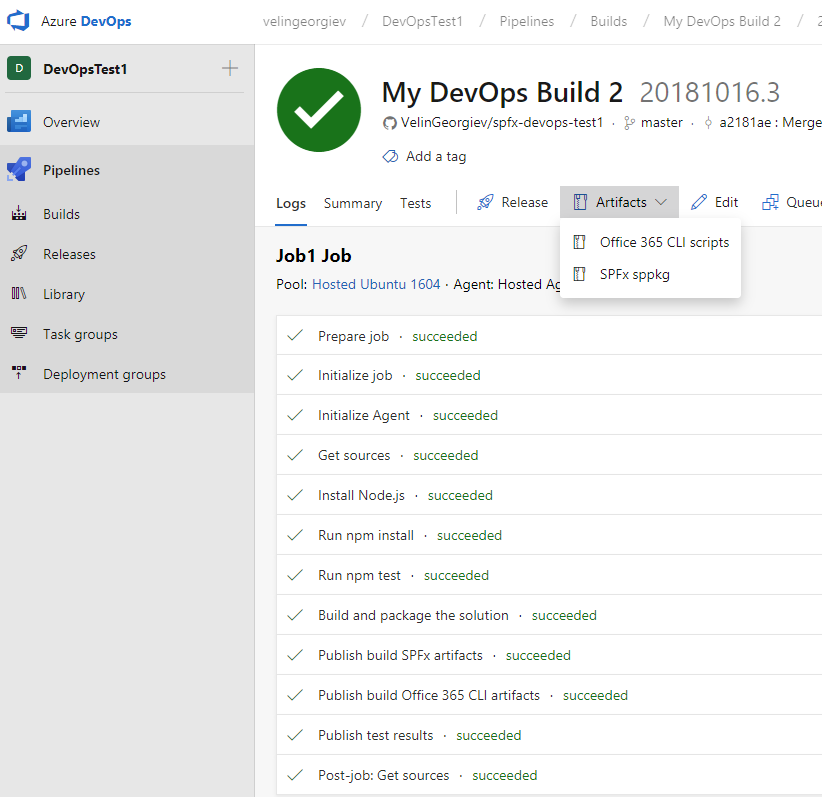 Azure DevOps
velingeorgiev / DevOpsTest1 / Pipelines / Builds / My DevOps Build 2 / 2
D DevOpsTest1
Overview
Pipelines
Builds
Releases
Library
Task groups
Deployment groups
My DevOps Build 2 20181016.3
VelinGeorgiev/spfx-devops-test1 · master · a2181ae : Merge
Add a tag
Logs Summary Tests Release Artifacts Edit Queue
Office 365 CLI scripts
SPFx sppkg
Job1 Job
Pool: Hosted Ubuntu 1604 · Agent: Hosted Ag
Prepare job · succeeded
Initialize job · succeeded
Initialize Agent · succeeded
Get sources · succeeded
Install Node.js · succeeded
Run npm install · succeeded
Run npm test · succeeded
Build and package the solution · succeeded
Publish build SPFx artifacts · succeeded
Publish build Office 365 CLI artifacts · succeeded
Publish test results · succeeded
Post-job: Get sources · succeeded